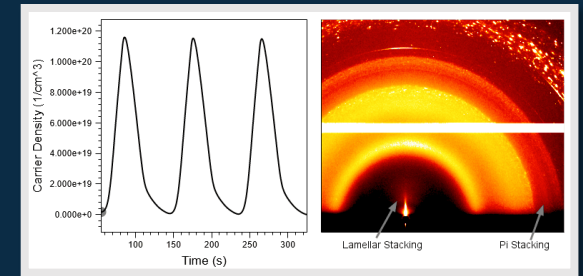 1.200e+20
1.000e+20
8.000e+19
6.000e+19
4.000e+19
2.000e+19
0.000e+0
Carrier Density (1/cm^3)
100 150 200 250 300
Time (s)
Lamellar Stacking
Pi Stacking